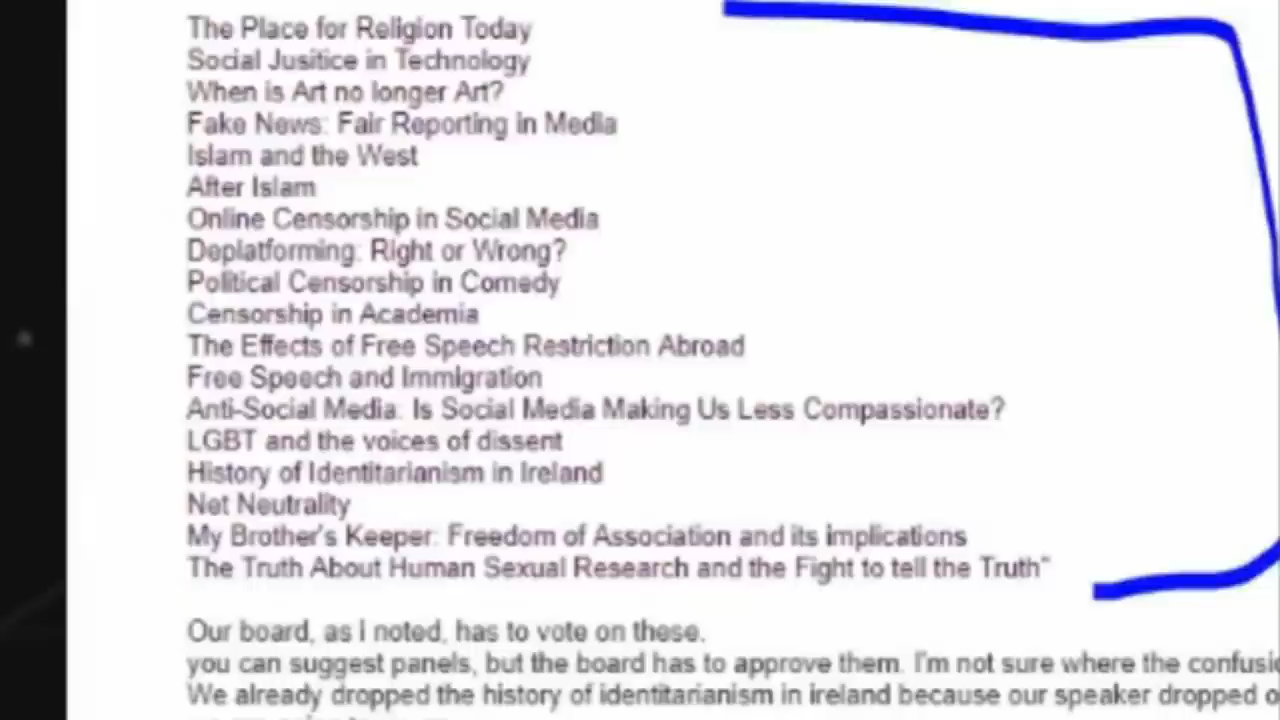 The Place for Religion Today
Social Jusitice in Technology
When is Art no longer Art?
Fake News: Fair Reporting in Media
Islam and the West
After Islam
Online Censorship in Social Media
Deplatforming: Right or Wrong?
Political Censorship in Comedy
Censorship in Academia
The Effects of Free Speech Restriction Abroad
Free Speech and Immigration
Anti-Social Media: Is Social Media Making Us Less Compassionate?
LGBT and the voices of dissent
History of Identitarianism in Ireland
Net Neutrality
My Brother's Keeper: Freedom of Association and its implications
The Truth About Human Sexual Research and the Fight to tell the Truth"
Our board, as I noted, has to vote on these.
you can suggest panels, but the board has to approve them. I'm not sure where the
We already dropped the history of identitarianism in ireland because our speaker dropped